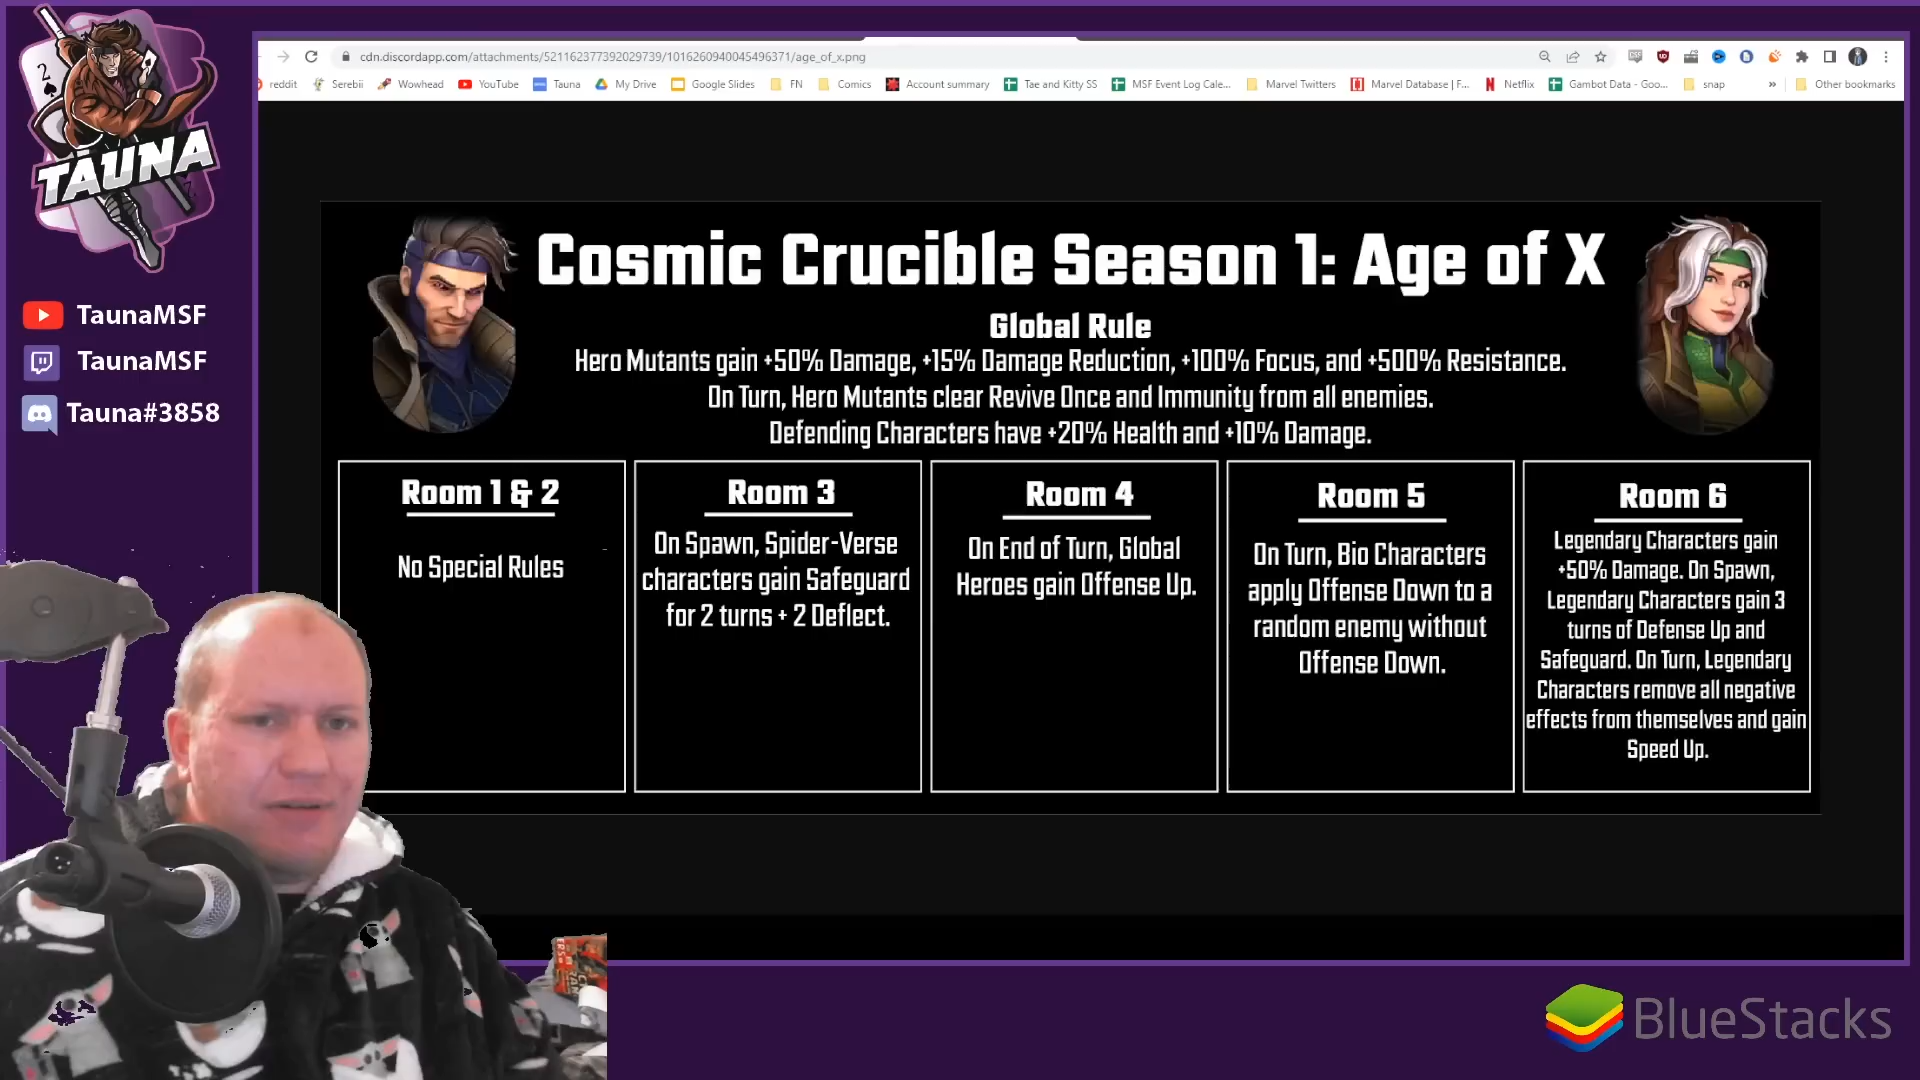 2
TAUNA
TaunaMSF
TaunaMSF
Tauna#3858
cdn.discordapp.com/attachments/521162377392029739/1016260940045496371/age_of_x.png
reddit
Serebii
Wowhead
YouTube
Tauna
My Drive
Google Slides
FN
Comics
Account summary
Tae and Kitty SS
MSF Event Log Cale...
Marvel Twitters
Marvel Database | F...
Netflix
Gambot Data - Goo...
snap
»
Other bookmarks
Cosmic Crucible Season 1: Age of X
Global Rule
Hero Mutants gain +50% Damage, +15% Damage Reduction, +100% Focus, and +500% Resistance.
On Turn, Hero Mutants clear Revive Once and Immunity from all enemies.
Defending Characters have +20% Health and +10% Damage.
Room 1 & 2
No Special Rules
Room 3
On Spawn, Spider-Verse
characters gain Safeguard
for 2 turns + 2 Deflect.
Room 4
On End of Turn, Global
Heroes gain Offense Up.
Room 5
On Turn, Bio Characters
apply Offense Down to a
random enemy without
Offense Down.
Room 6
Legendary Characters gain
+50% Damage. On Spawn,
Legendary Characters gain 3
turns of Defense Up and
Safeguard. On Turn, Legendary
Characters remove all negative
effects from themselves and gain
Speed Up.
BlueStacks